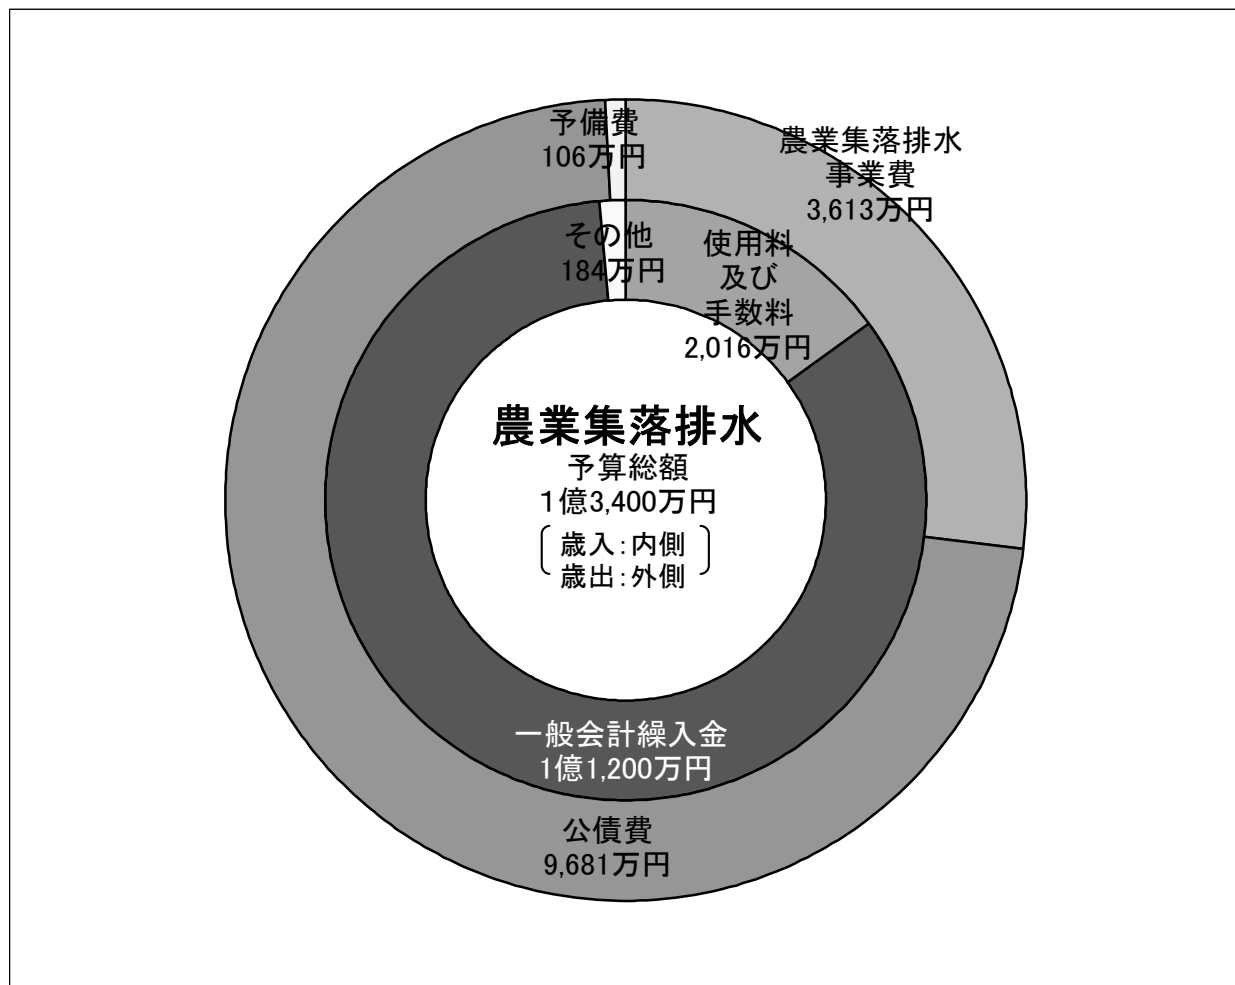 予備費
106万円
農業集落排水
事業費
3,613万円
その他
184万円
使用料
及び
手数料
2,016万円
農業集落排水
予算総額
１億3,400万円
歳入：内側
歳出：外側
一般会計繰入金
1億1,200万円
公債費
9,681万円